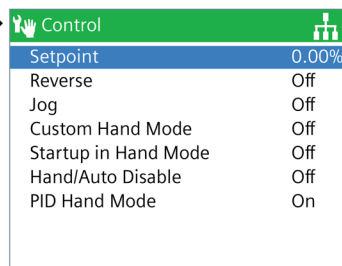 Control
Setpoint 0.00%
Reverse Off
Jog Off
Custom Hand Mode Off
Startup in Hand Mode Off
Hand/Auto Disable Off
PID Hand Mode On